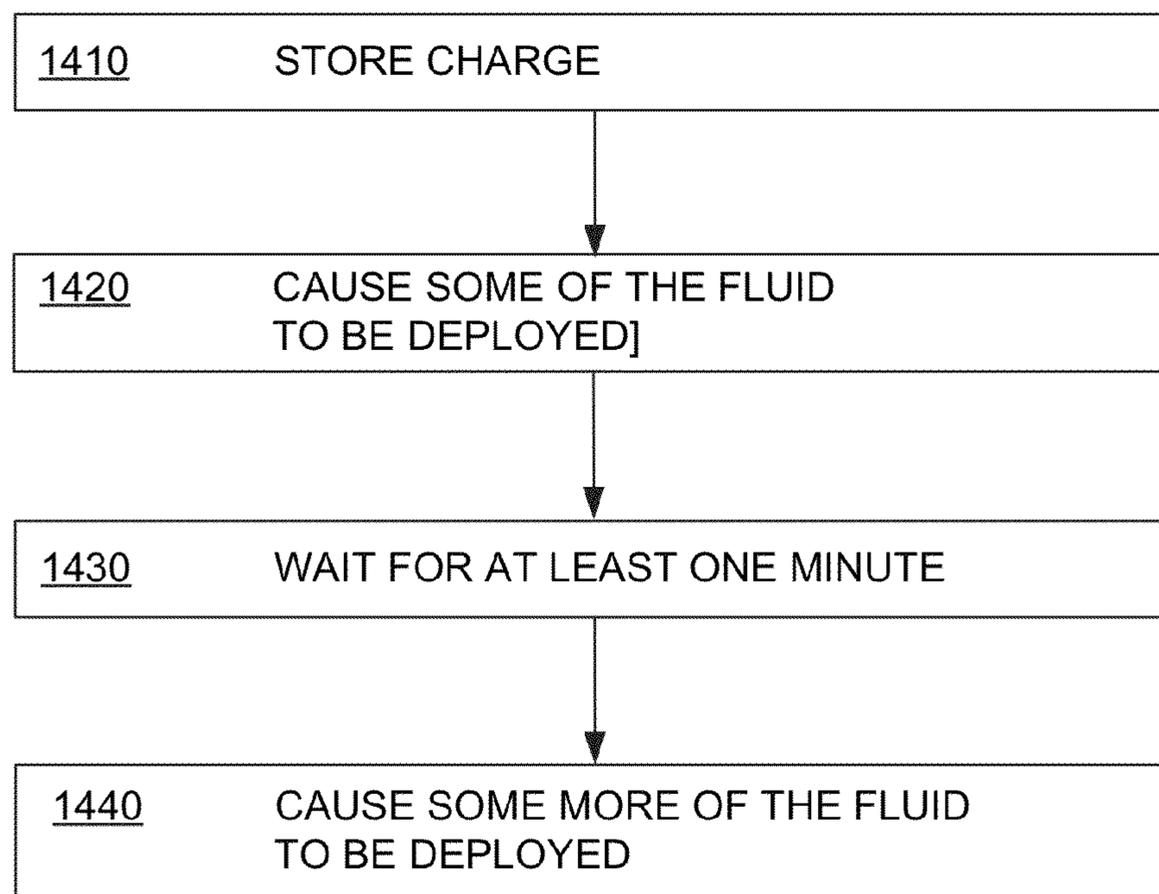 1410 STORE CHARGE
1420 CAUSE SOME OF THE FLUID
TO BE DEPLOYED]
1430 WAIT FOR AT LEAST ONE MINUTE
1440 CAUSE SOME MORE OF THE FLUID
TO BE DEPLOYED